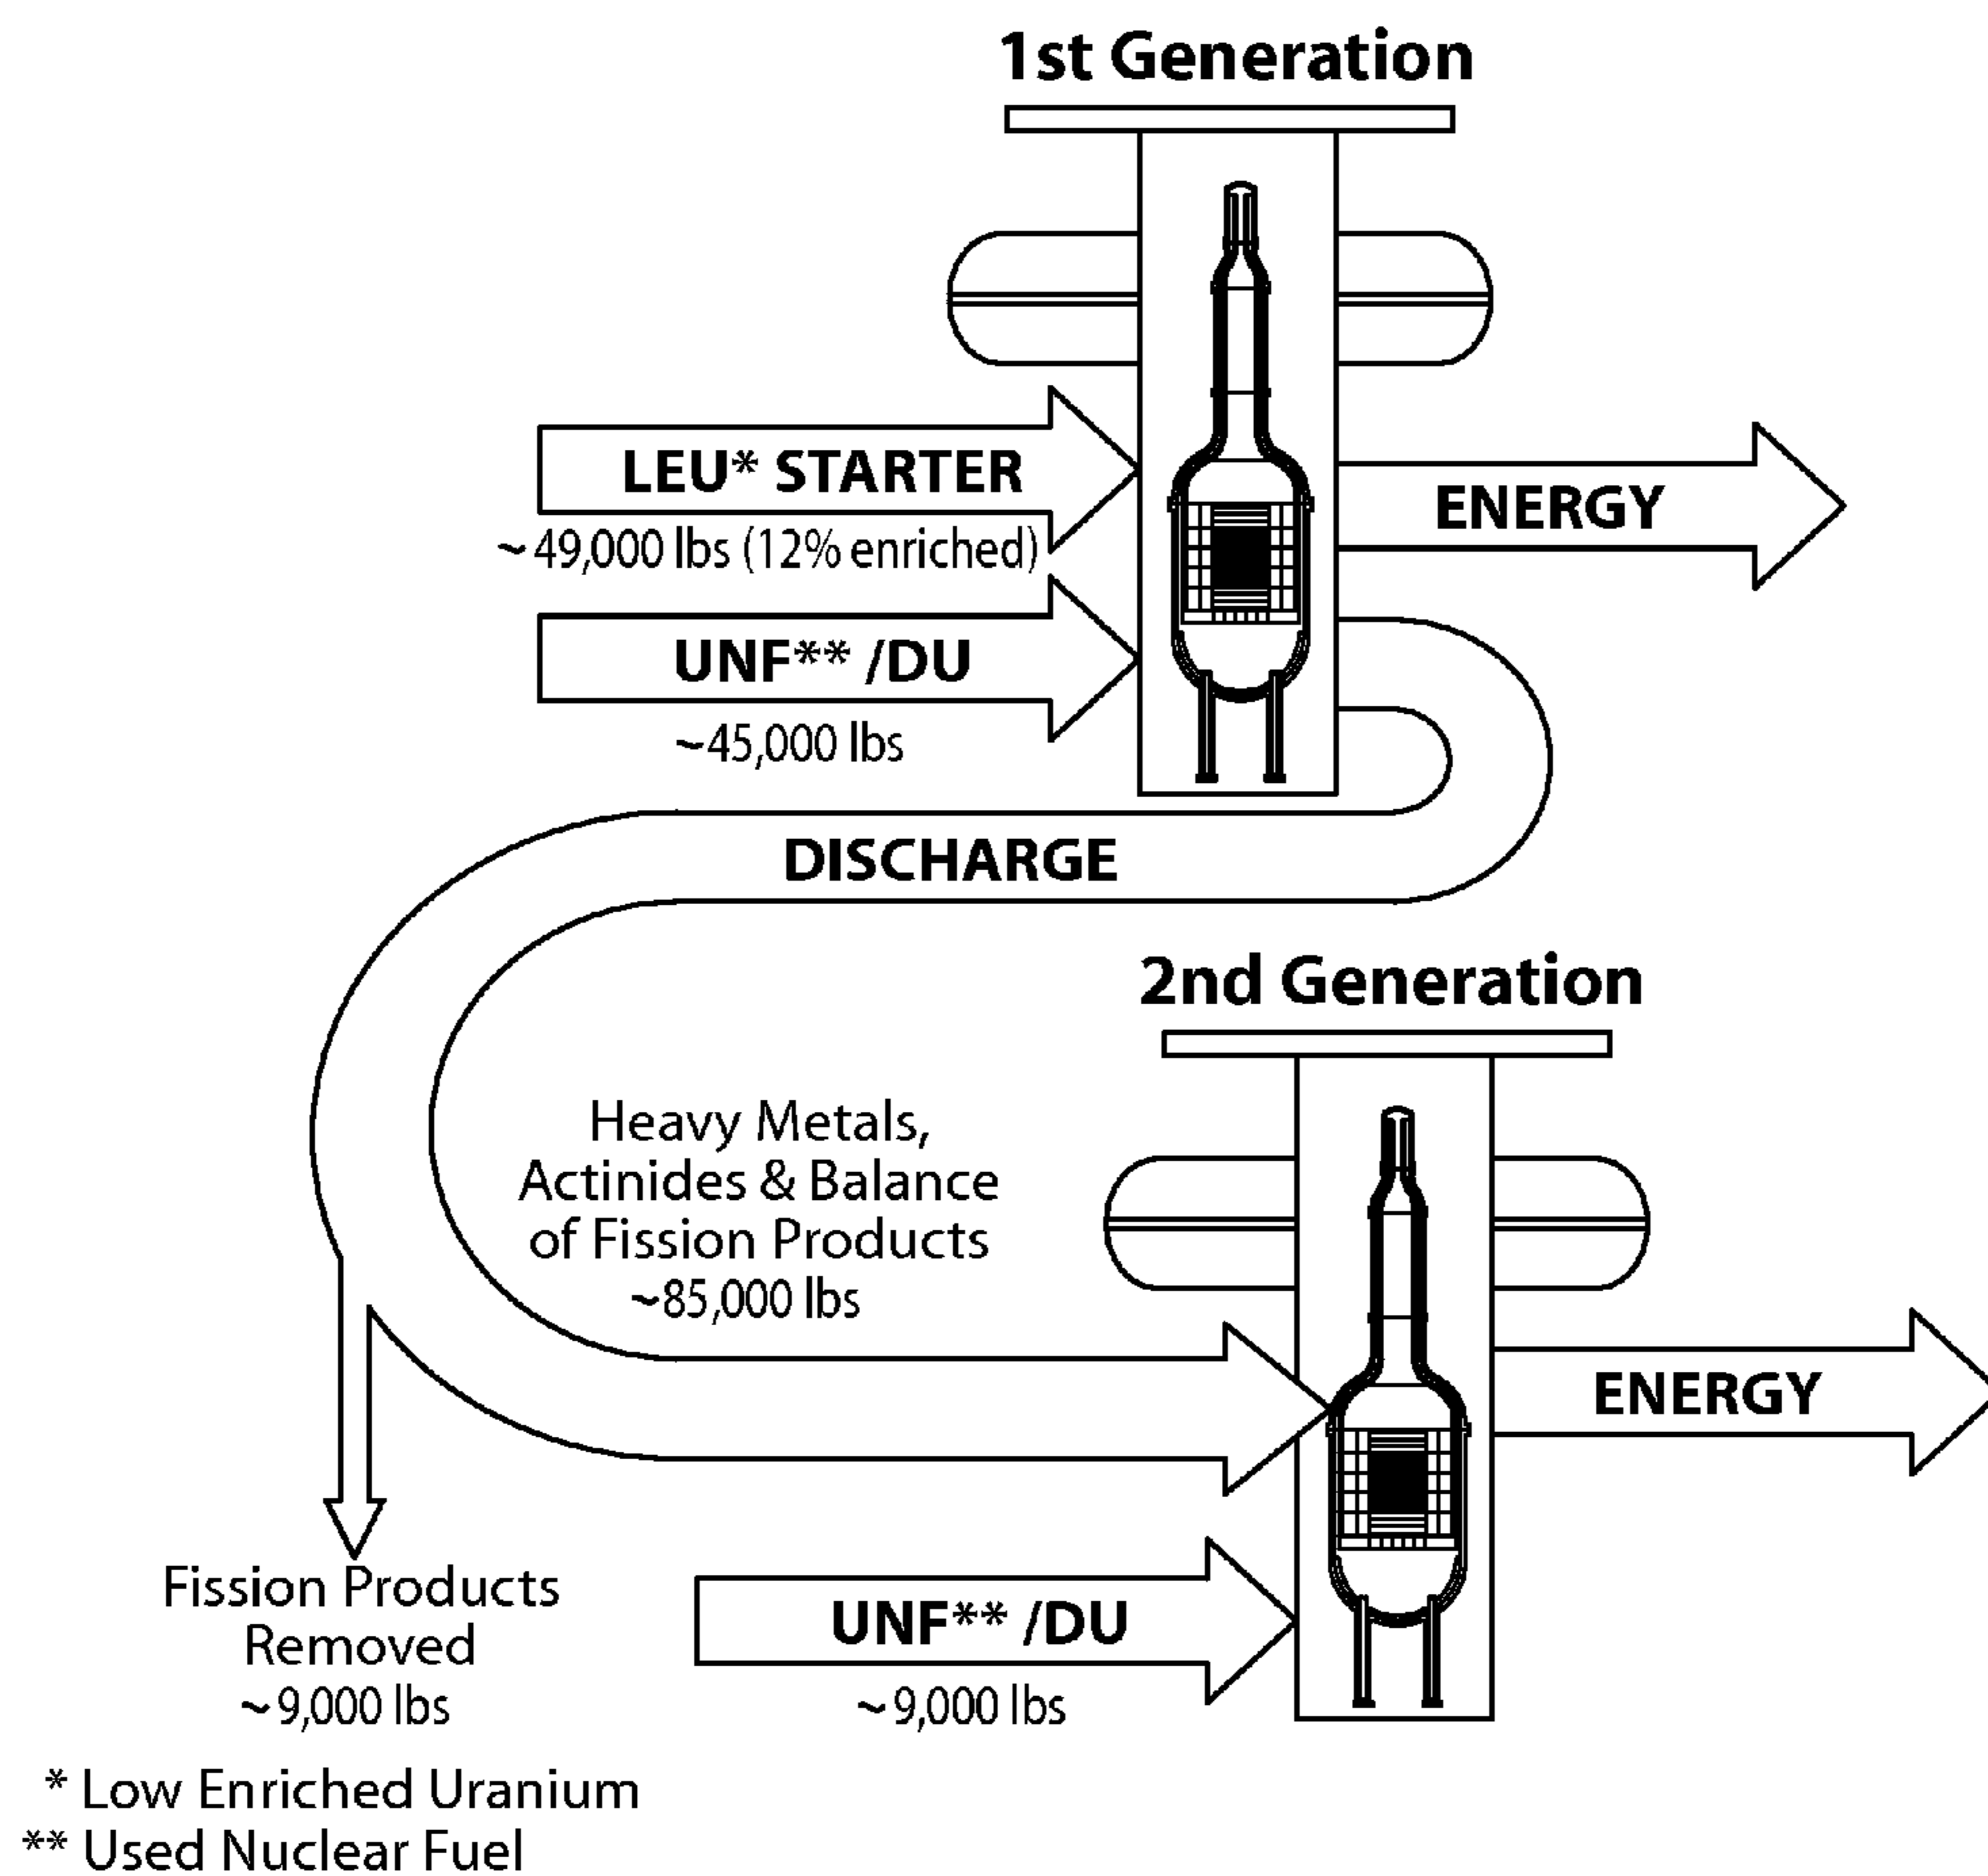 1st Generation
LEU* STARTER
~49,000 lbs (12% enriched)
ENERGY
UNF** /DU
~45,000 lbs
DISCHARGE
2nd Generation
Heavy Metals,
Actinides & Balance
of Fission Products
~85,000 lbs
ENERGY
Fission Products
Removed
~9,000 lbs
UNF** /DU
~9,000 lbs
* Low Enriched Uranium
** Used Nuclear Fuel